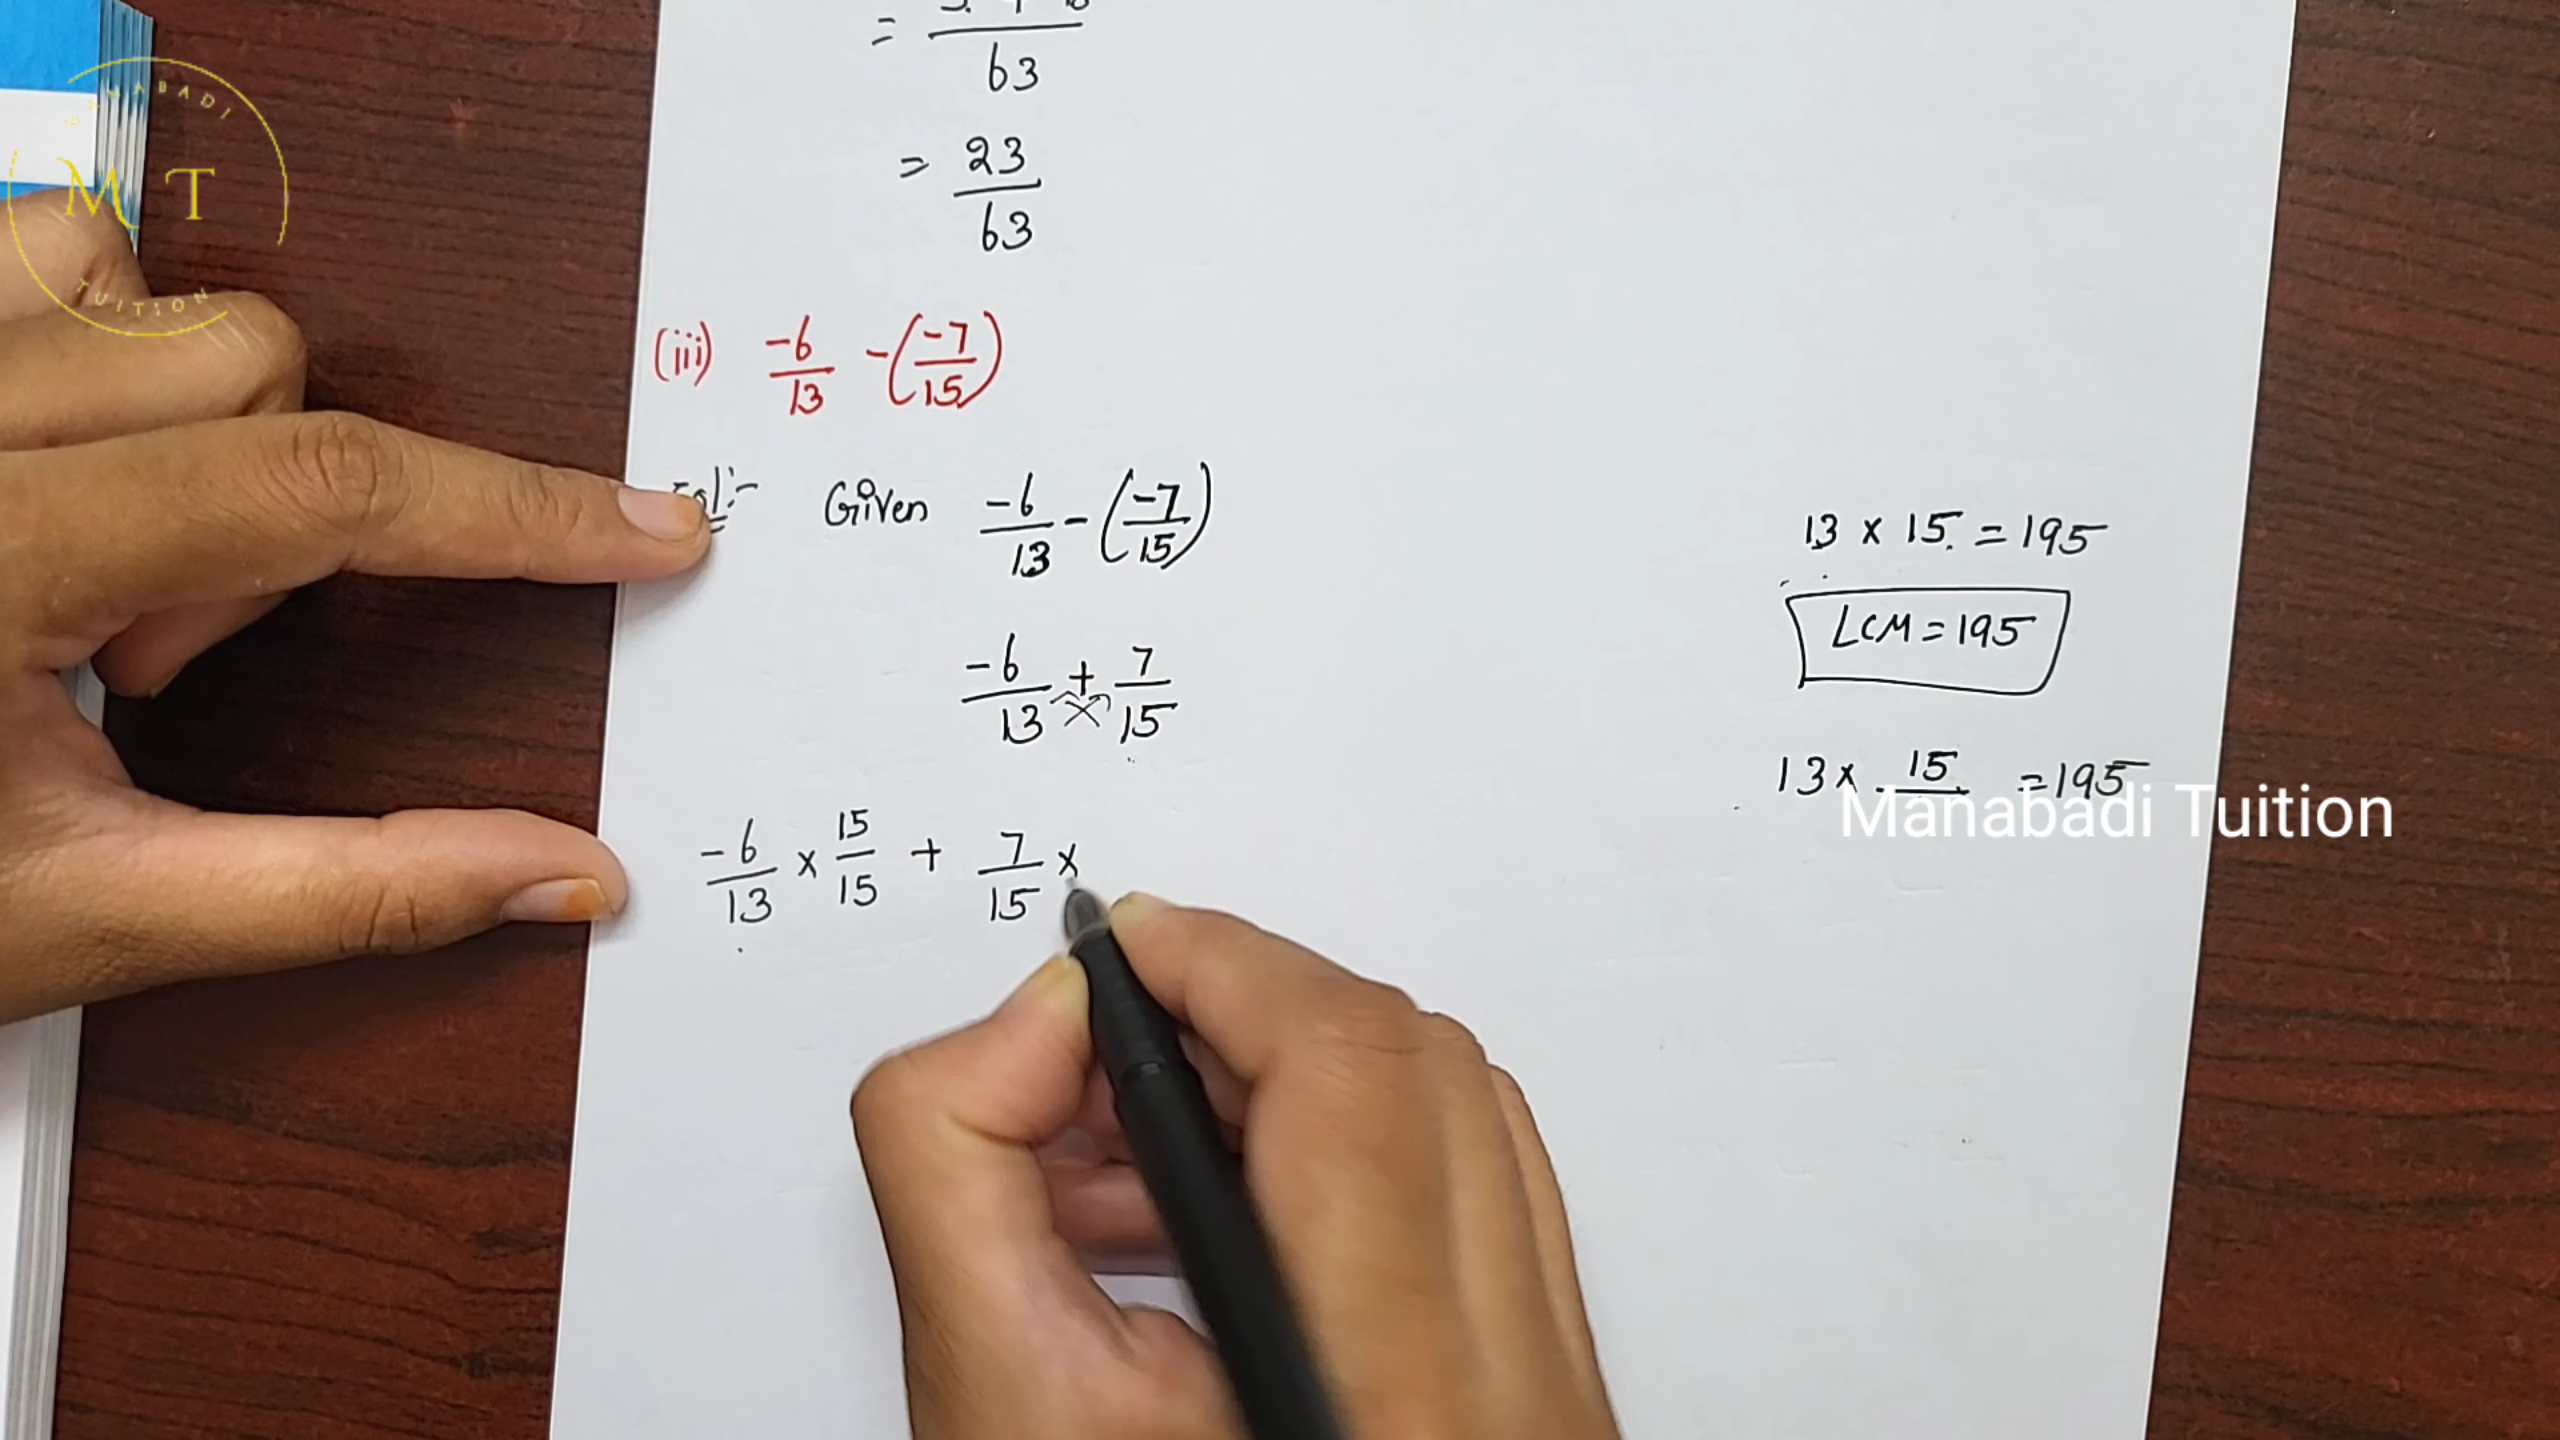 = 63
= 23/63
(iii) -6/13 -(-7/15)
Sol:- Given -6/13 - (-7/15)
-6/13 + 7/15
-6/13 x 15/15 + 7/15 x
13 x 15 = 195
LCM = 195
13 x 15 = 195
Manabadi Tuition
MANABADI
MT
TUITION